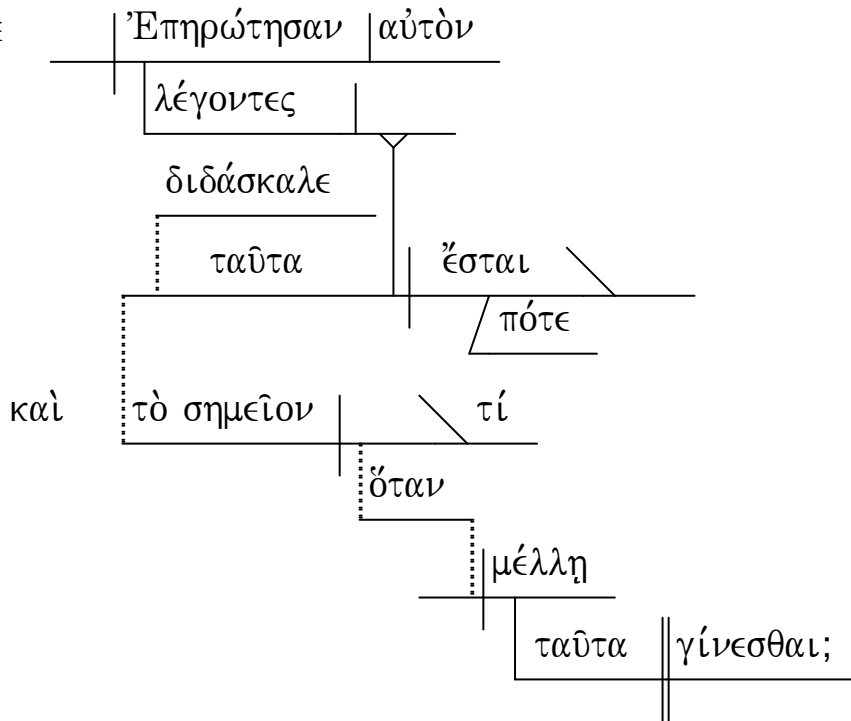 Ἐπηρώτησαν αὐτὸν
λέγοντες
διδάσκαλε
ταῦτα ἔσται
πότε
καὶ τὸ σημεῖον τί
ὅταν
μέλλῃ
ταῦτα γίνεσθαι;